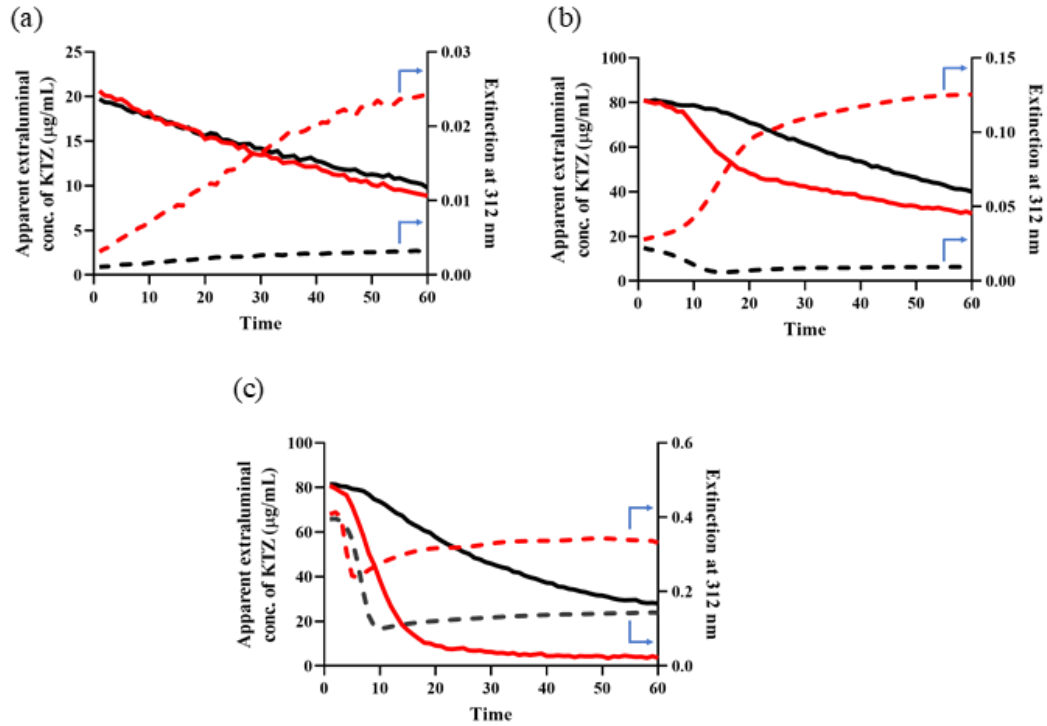 (a)
Apparent extraluminal
conc. of KTZ (µg/mL)
25
20
15
10
5
0
0 10 20 30 40 50 60
Time
0.03
0.02
0.01
0.00
Extinction at 312 nm
(b)
Apparent extraluminal
conc. of KTZ (µg/mL)
100
80
60
40
20
0
0 10 20 30 40 50 60
Time
0.15
0.10
0.05
0.00
Extinction at 312 nm
(c)
Apparent extraluminal
conc. of KTZ (µg/mL)
100
80
60
40
20
0
0 10 20 30 40 50 60
Time
0.6
0.4
0.2
0.0
Extinction at 312 nm